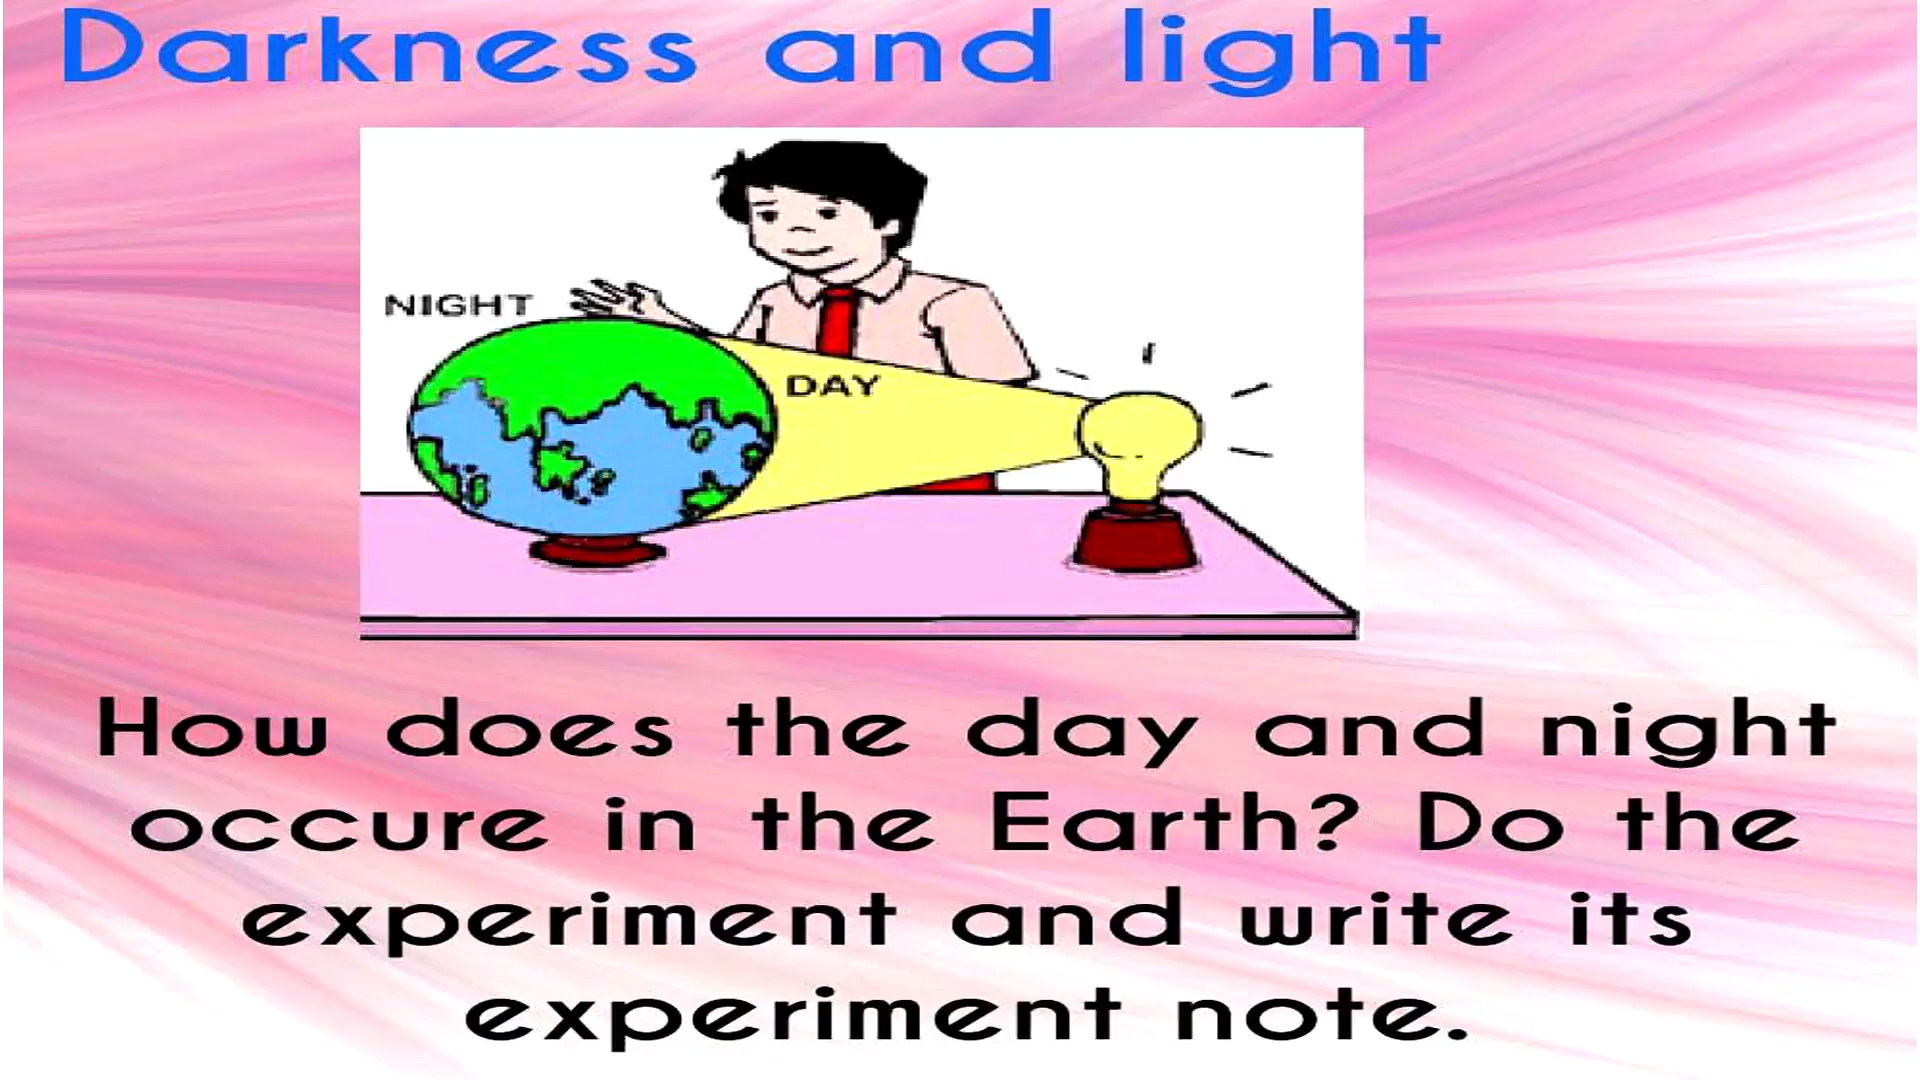 Darkness and light
NIGHT
DAY
How does the day and night
occure in the Earth? Do the
experiment and write its
experiment note.